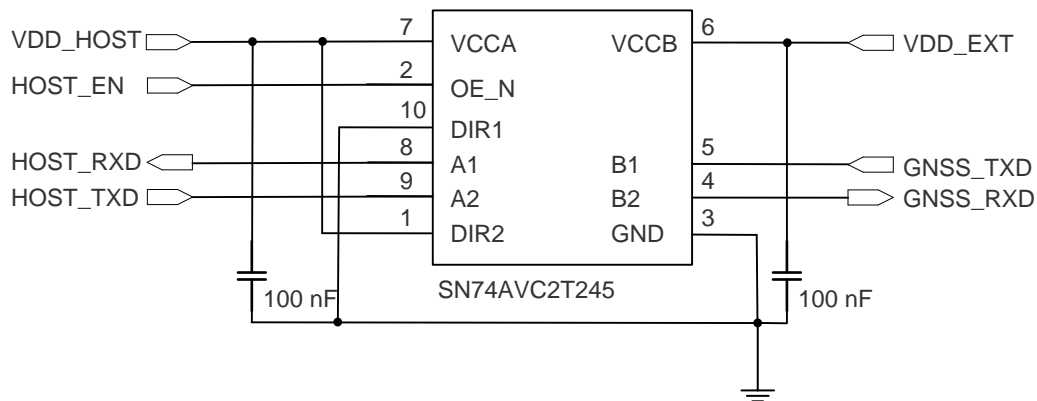 VDD_HOST 7 VCCA VCCB 6 VDD_EXT
HOST_EN 2 OE_N
10 DIR1
HOST_RXD 8 A1 B1 5 GNSS_TXD
HOST_TXD 9 A2 B2 4 GNSS_RXD
1 DIR2 GND 3
100 nF SN74AVC2T245 100 nF